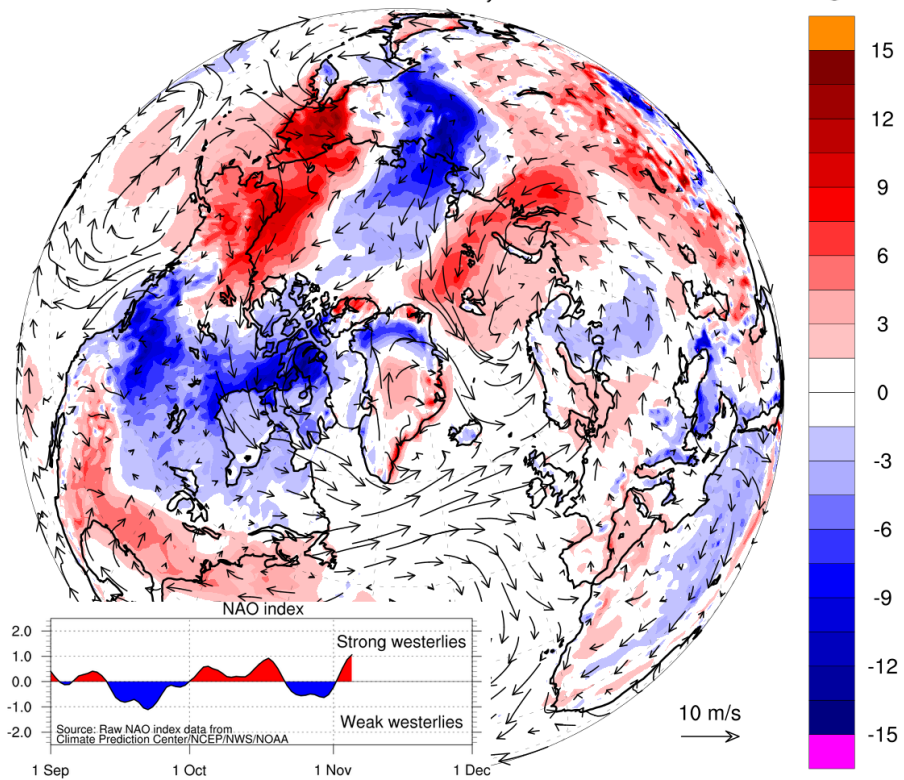 15
12
9
6
3
0
-3
-6
-9
-12
-15
10 m/s
NAO index
2.0
1.0
0.0
-1.0
-2.0
Strong westerlies
Weak westerlies
Source: Raw NAO index data from
Climate Prediction Center/NCEP/NWS/NOAA
1 Sep
1 Oct
1 Nov
1 Dec